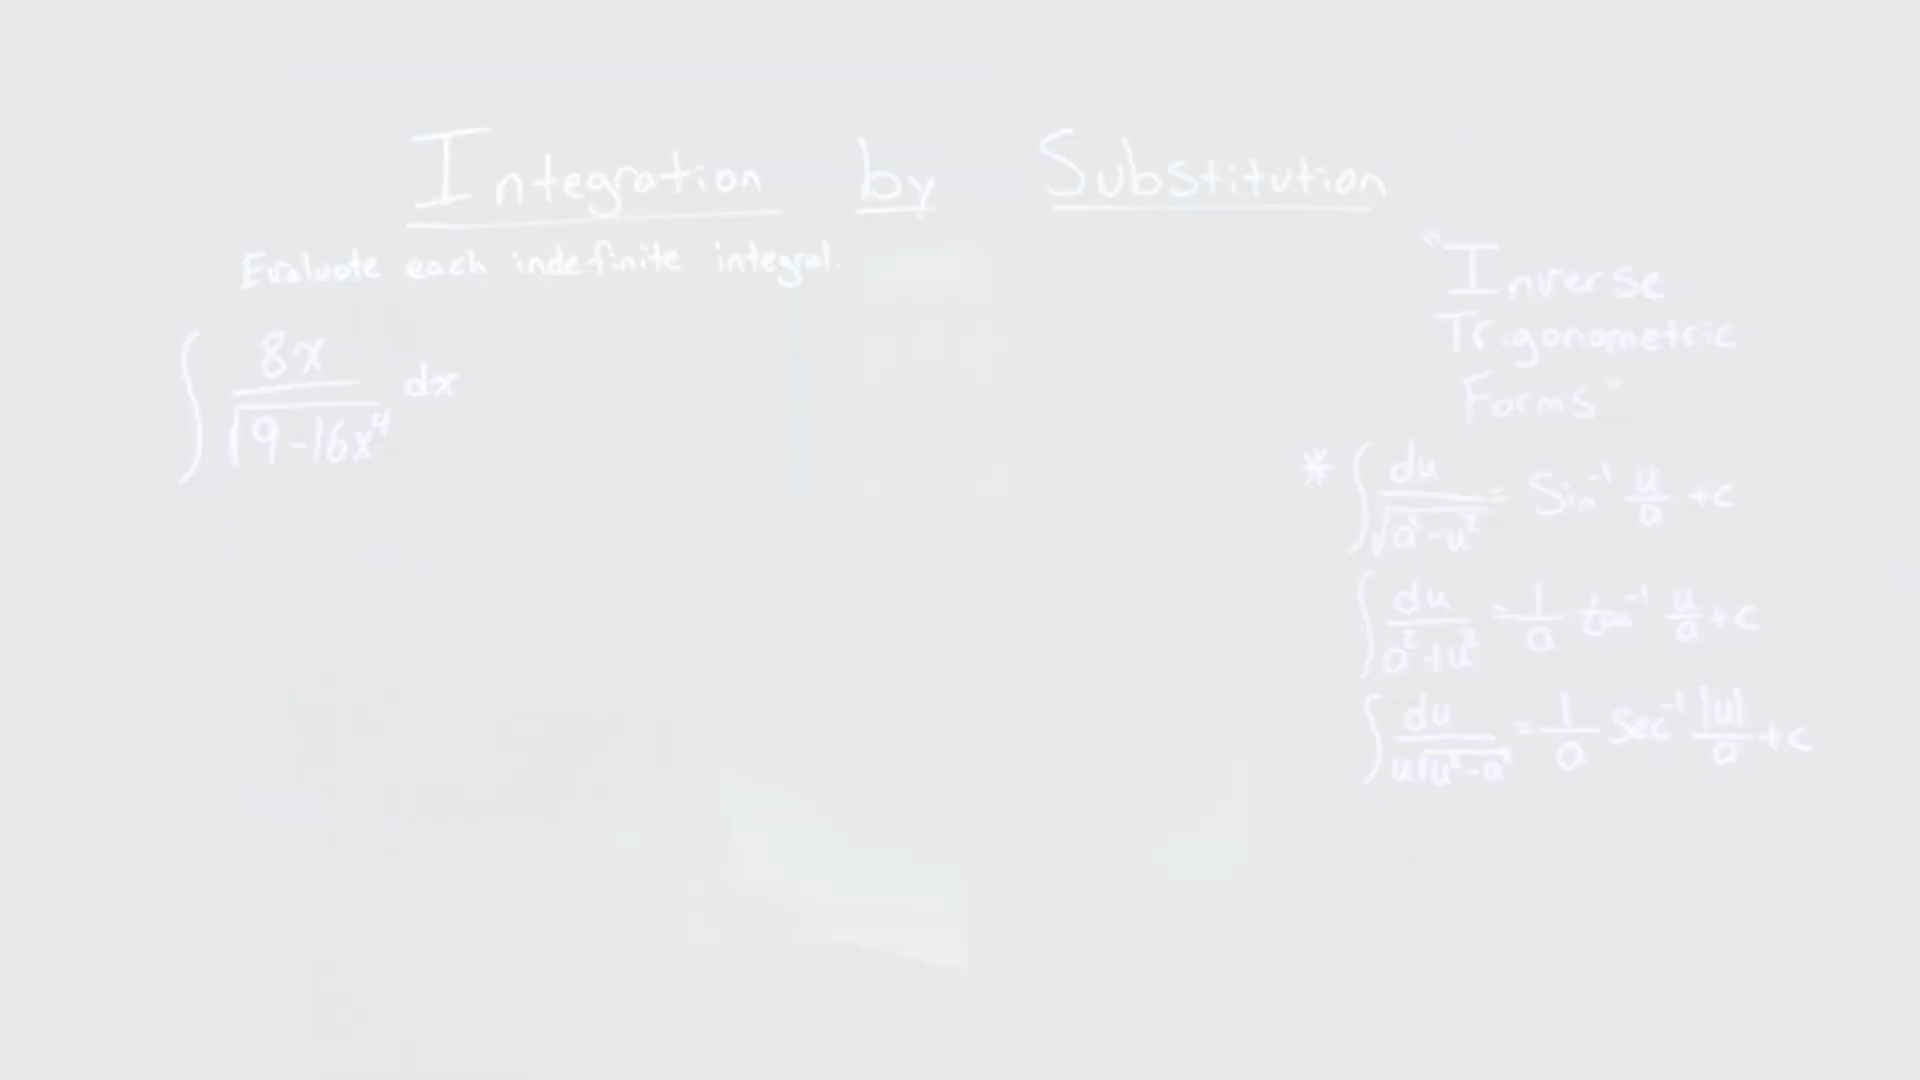 Integration by Substitution
Evaluate each indefinite integral.
∫ 8x/√(9-16x⁴) dx
"Inverse
Trigonometric
Forms"
* ∫ du/√(a²-u²) = Sin⁻¹ u/a +c
∫ du/(a²+u²) = 1/a tan⁻¹ u/a +c
∫ du/(u√(u²-a²)) = 1/a Sec⁻¹ |u|/a +c